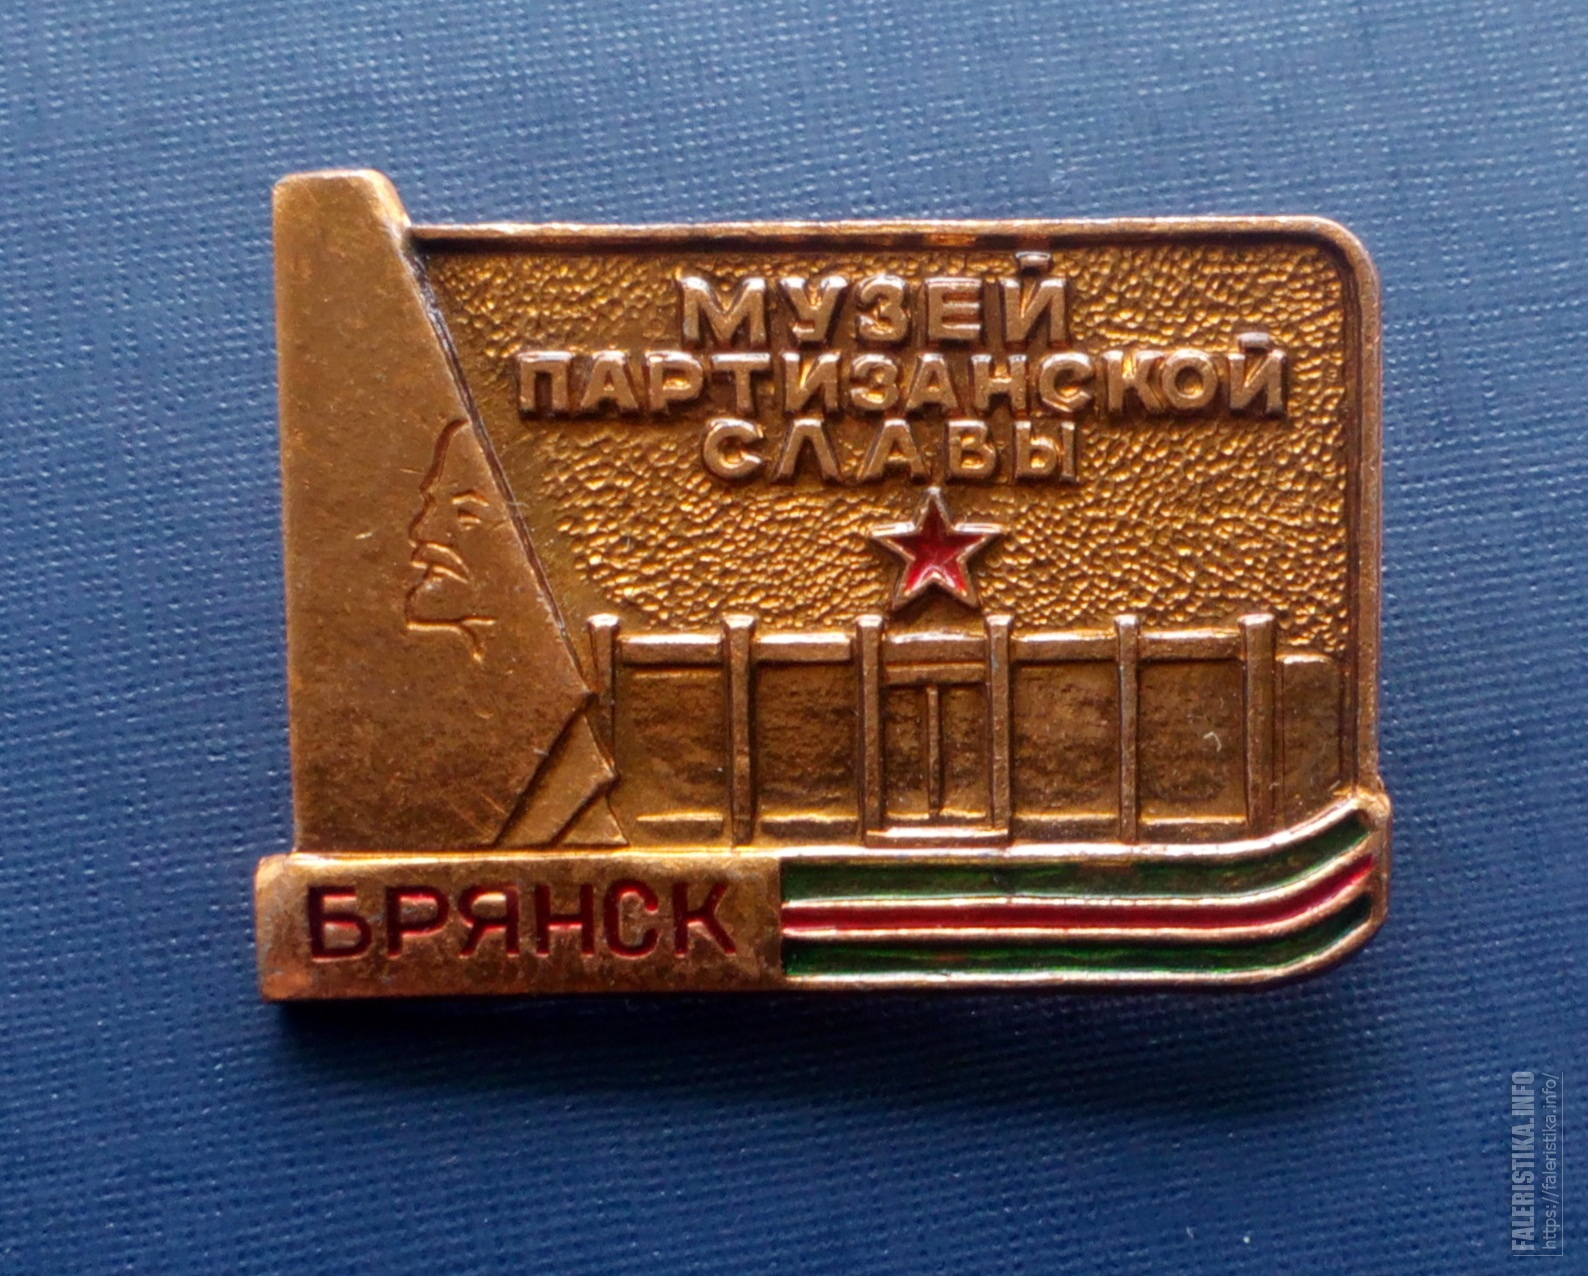 МУЗЕЙ
ПАРТИЗАНСКОЙ
СЛАВЫ
БРЯНСК
FALERISTIKA.INFO
https://faleristika.info/